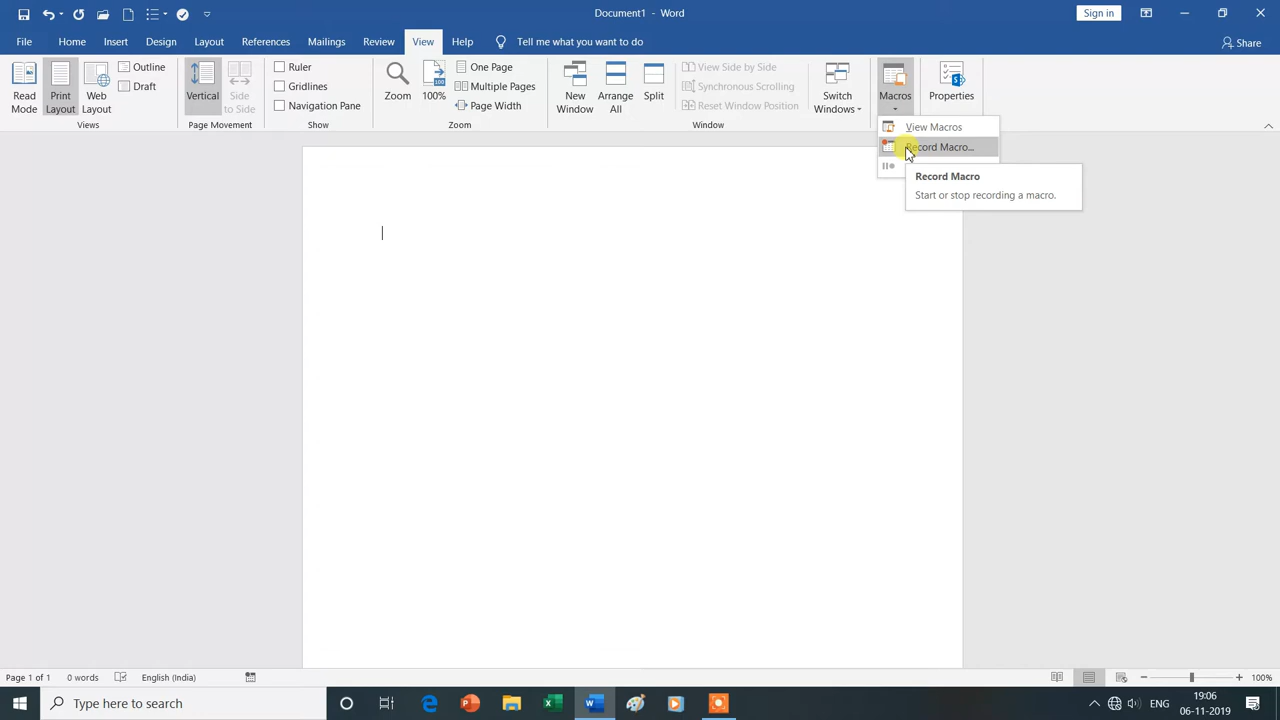 Document1 - Word
Sign in
File Home Insert Design Layout References Mailings Review View Help Tell me what you want to do
Share
Read Mode
Print Layout
Web Layout
Outline
Draft
Views
Vertical
Side to Side
Page Movement
Ruler
Gridlines
Navigation Pane
Show
Zoom
100%
One Page
Multiple Pages
Page Width
Zoom
New Window
Arrange All
Split
View Side by Side
Synchronous Scrolling
Reset Window Position
Window
Switch Windows
Macros
Properties
View Macros
Record Macro...
Record Macro
Start or stop recording a macro.
Page 1 of 1 0 words English (India) 100%
Type here to search
ENG
19:06
06-11-2019